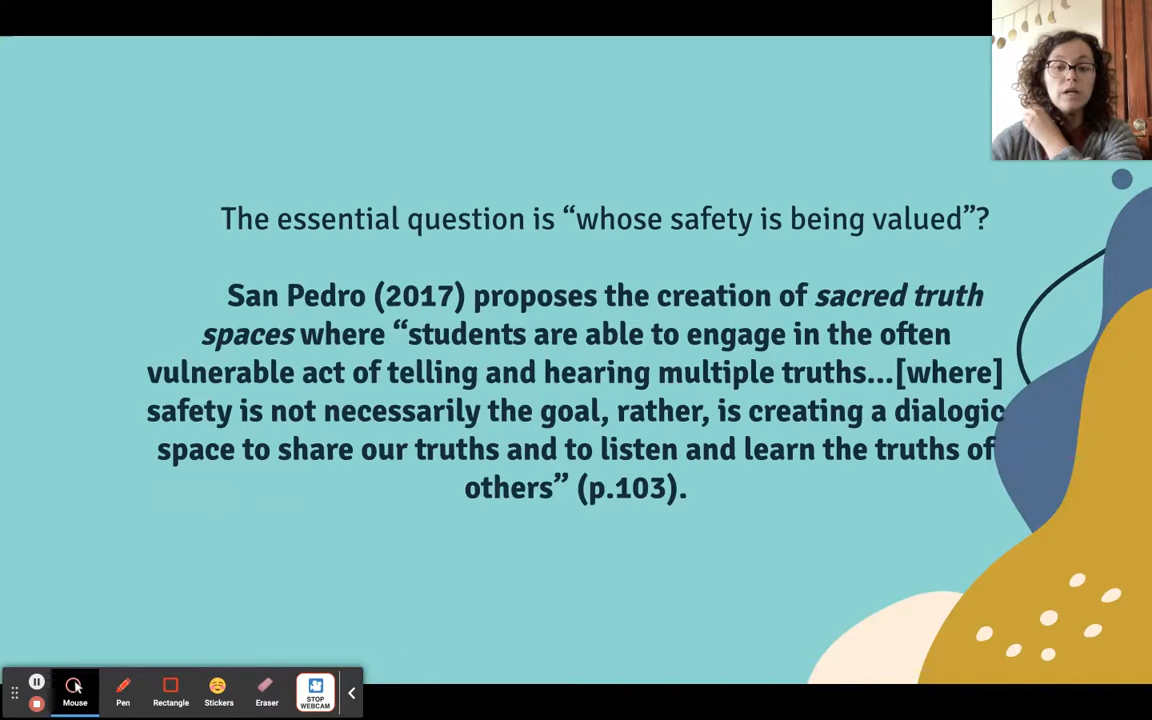 The essential question is “whose safety is being valued”?
San Pedro (2017) proposes the creation of sacred truth
spaces where “students are able to engage in the often
vulnerable act of telling and hearing multiple truths...[where]
safety is not necessarily the goal, rather, is creating a dialogic
space to share our truths and to listen and learn the truths of
others” (p.103).
Mouse
Pen
Rectangle
Stickers
Eraser
STOP
WEBCAM